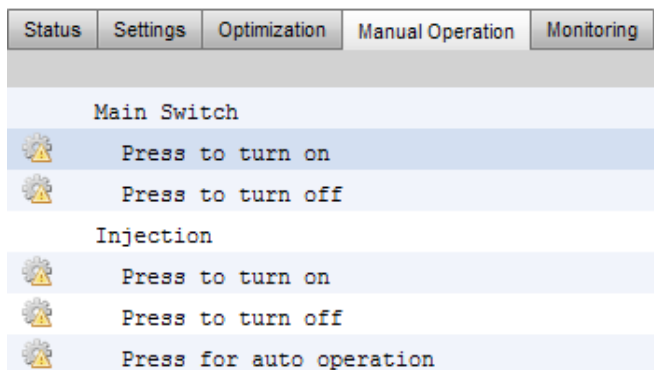 Status Settings Optimization Manual Operation Monitoring
Main Switch
Press to turn on
Press to turn off
Injection
Press to turn on
Press to turn off
Press for auto operation